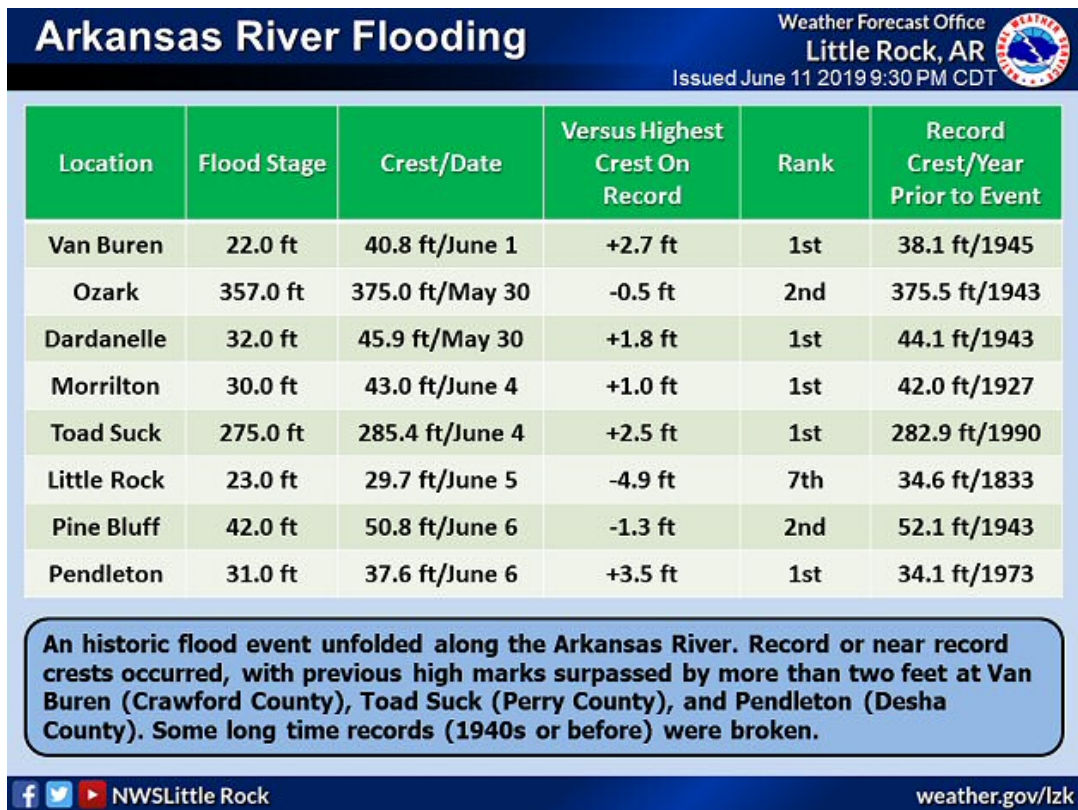 Arkansas River Flooding
Weather Forecast Office
Little Rock, AR
Issued June 11 2019 9:30 PM CDT
NATIONAL WEATHER SERVICE
Location Flood Stage Crest/Date Versus Highest Crest On Record Rank Record Crest/Year Prior to Event
Van Buren 22.0 ft 40.8 ft/June 1 +2.7 ft 1st 38.1 ft/1945
Ozark 357.0 ft 375.0 ft/May 30 -0.5 ft 2nd 375.5 ft/1943
Dardanelle 32.0 ft 45.9 ft/May 30 +1.8 ft 1st 44.1 ft/1943
Morrilton 30.0 ft 43.0 ft/June 4 +1.0 ft 1st 42.0 ft/1927
Toad Suck 275.0 ft 285.4 ft/June 4 +2.5 ft 1st 282.9 ft/1990
Little Rock 23.0 ft 29.7 ft/June 5 -4.9 ft 7th 34.6 ft/1833
Pine Bluff 42.0 ft 50.8 ft/June 6 -1.3 ft 2nd 52.1 ft/1943
Pendleton 31.0 ft 37.6 ft/June 6 +3.5 ft 1st 34.1 ft/1973
An historic flood event unfolded along the Arkansas River. Record or near record
crests occurred, with previous high marks surpassed by more than two feet at Van
Buren (Crawford County), Toad Suck (Perry County), and Pendleton (Desha
County). Some long time records (1940s or before) were broken.
NWSLittle Rock
weather.gov/lzk